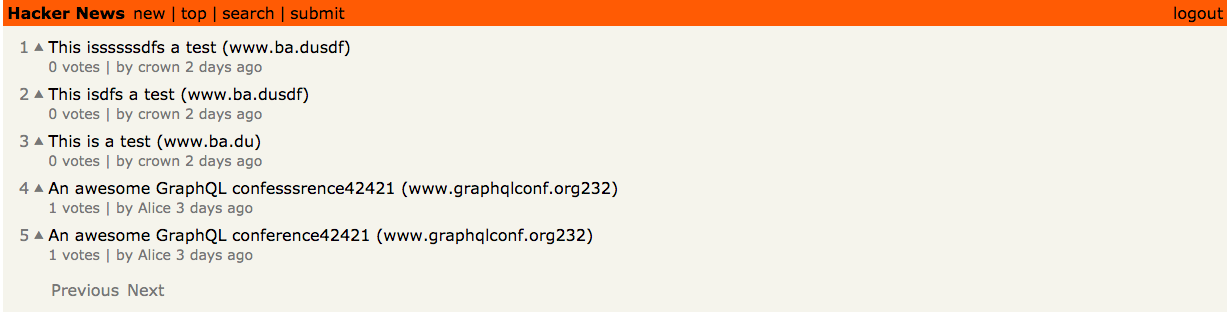 Hacker News new | top | search | submit logout
1 ▲ This issssssdfs a test (www.ba.dusdf)
0 votes | by crown 2 days ago
2 ▲ This isdfs a test (www.ba.dusdf)
0 votes | by crown 2 days ago
3 ▲ This is a test (www.ba.du)
0 votes | by crown 2 days ago
4 ▲ An awesome GraphQL confesssrence42421 (www.graphqlconf.org232)
1 votes | by Alice 3 days ago
5 ▲ An awesome GraphQL conference42421 (www.graphqlconf.org232)
1 votes | by Alice 3 days ago
Previous Next